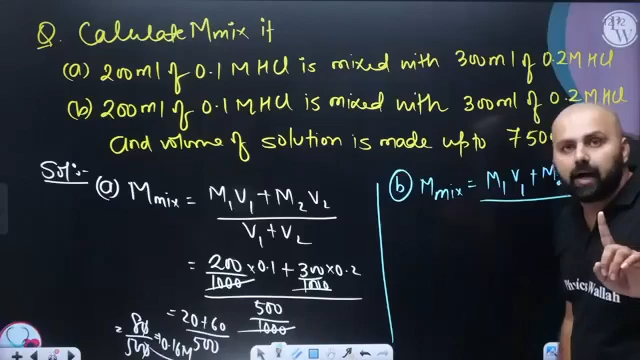 Q. Calculate Mmix if
(a) 200ml of 0.1 M HCl is mixed with 300ml of 0.2M HCl
(b) 200ml of 0.1 M HCl is mixed with 300ml of 0.2M HCl
and volume of solution is made upto 750
Sol:- (a) Mmix = M₁V₁ + M₂V₂ / V₁ + V₂
= 200/1000 × 0.1 + 300/1000 × 0.2
500/1000
= 20+60/500
= 80/500 = 0.16M
(b) Mmix = M₁V₁ + M
PhysicsWallah